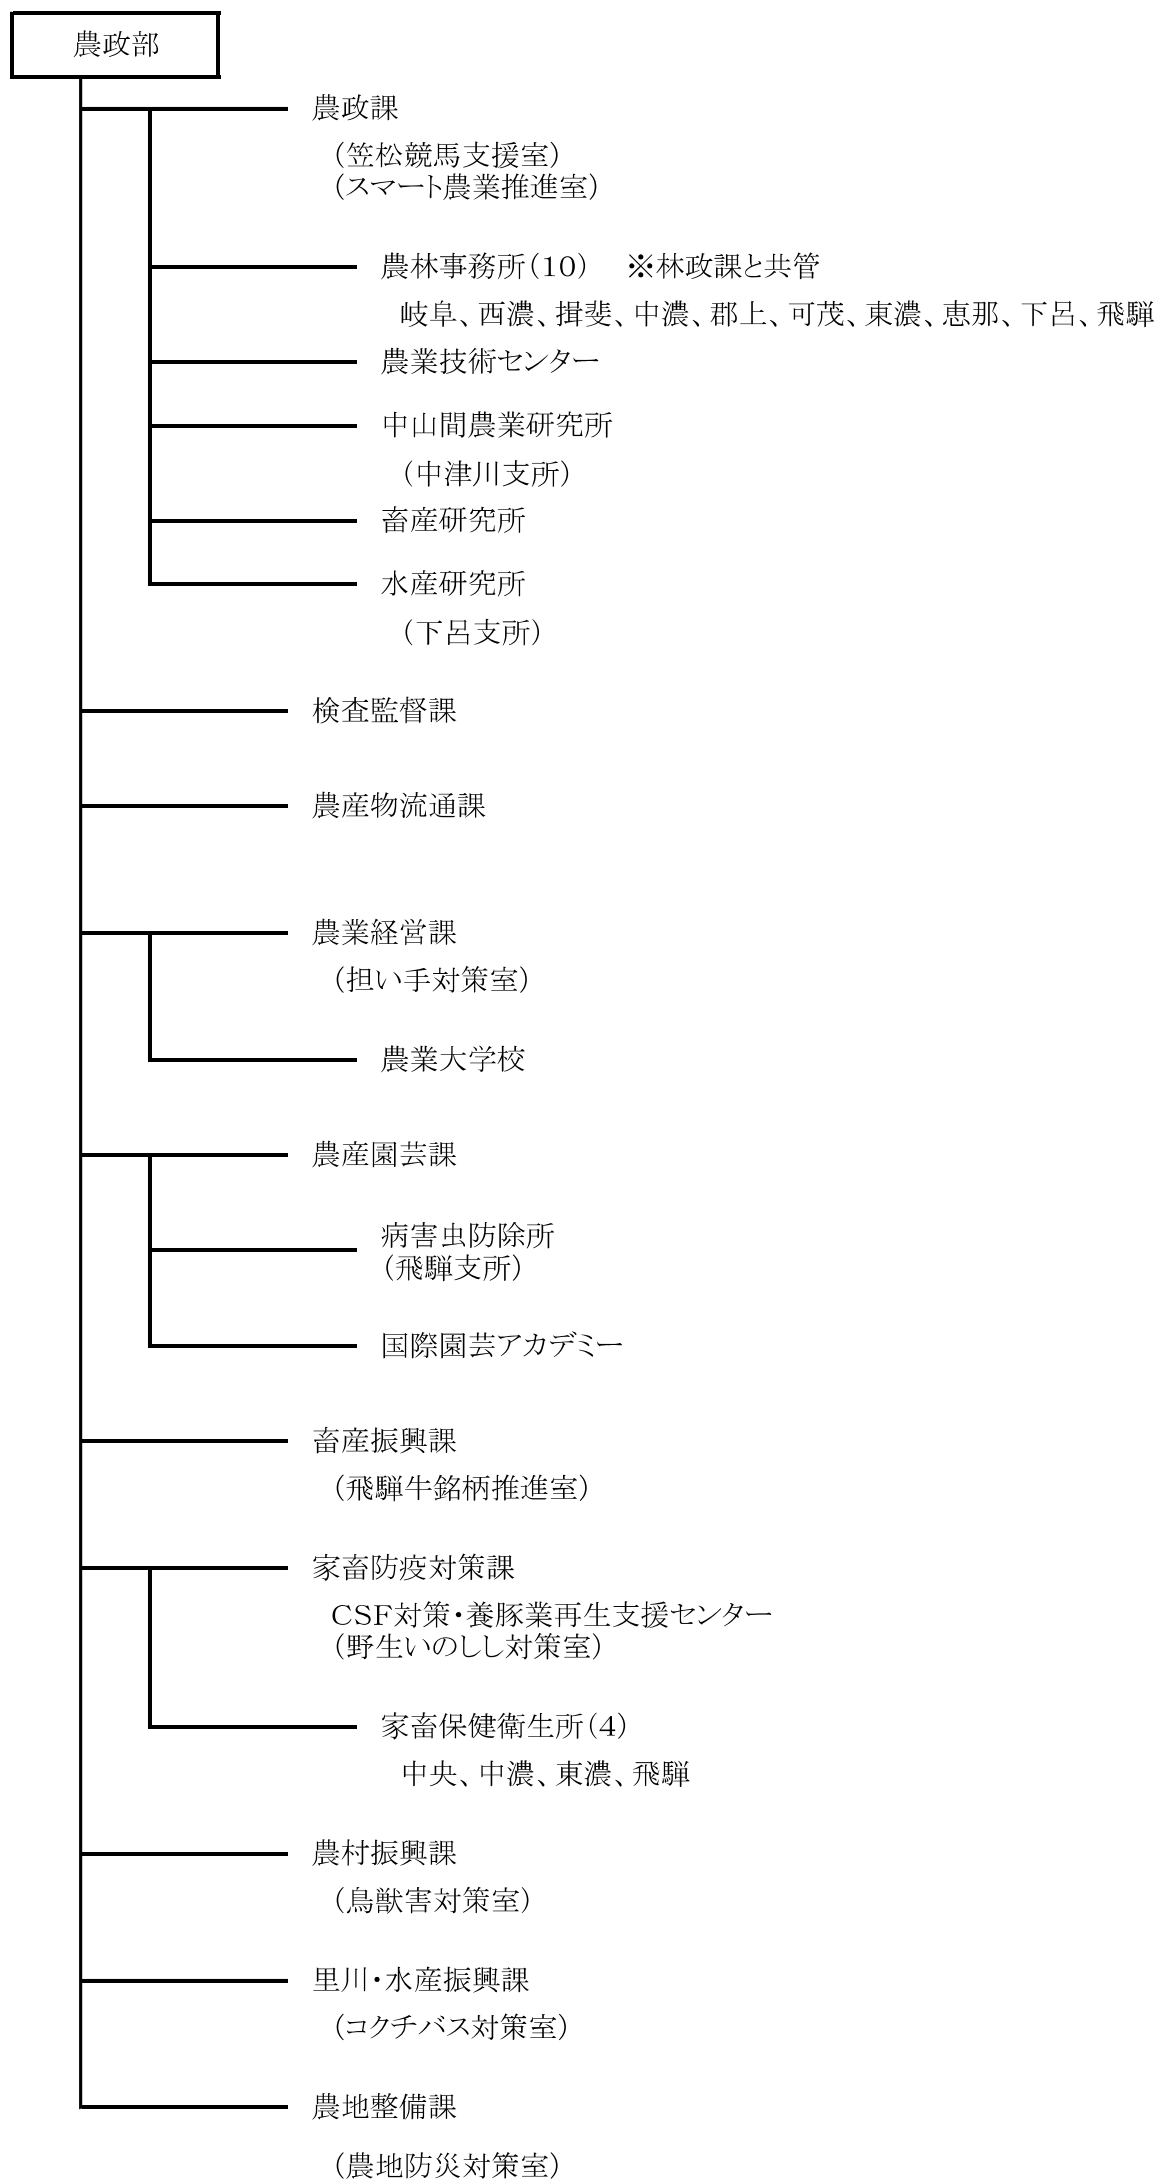 農政部
農政課
（笠松競馬支援室）
（スマート農業推進室）
農林事務所（10）　※林政課と共管
岐阜、西濃、揖斐、中濃、郡上、可茂、東濃、恵那、下呂、飛騨
農業技術センター
中山間農業研究所
（中津川支所）
畜産研究所
水産研究所
（下呂支所）
検査監督課
農産物流通課
農業経営課
（担い手対策室）
農業大学校
農産園芸課
病害虫防除所
（飛騨支所）
国際園芸アカデミー
畜産振興課
（飛騨牛銘柄推進室）
家畜防疫対策課
CSF対策・養豚業再生支援センター
（野生いのしし対策室）
家畜保健衛生所（4）
中央、中濃、東濃、飛騨
農村振興課
（鳥獣害対策室）
里川・水産振興課
（コクチバス対策室）
農地整備課
（農地防災対策室）